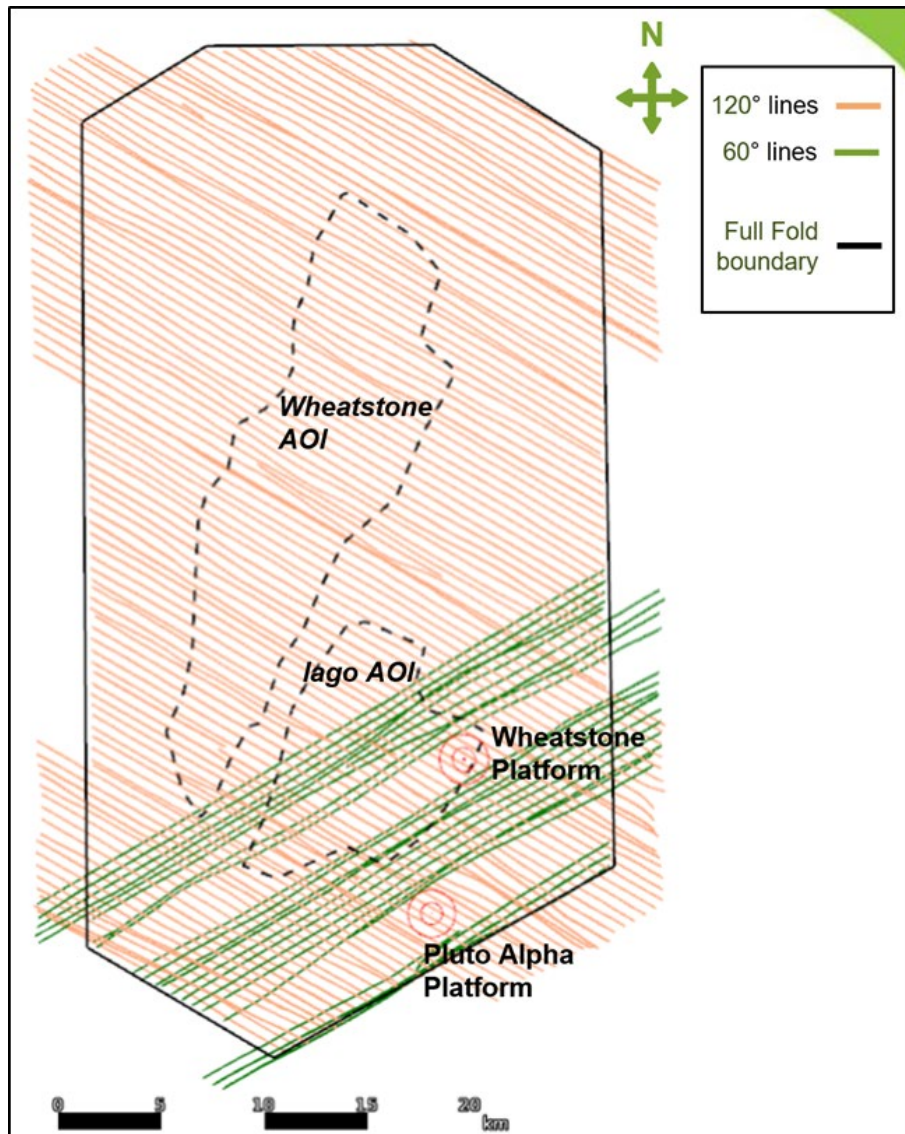 N
120° lines
60° lines
Full Fold
boundary
Wheatstone
AOI
Iago AOI
Wheatstone
Platform
Pluto Alpha
Platform
0 5 10 15 20
km